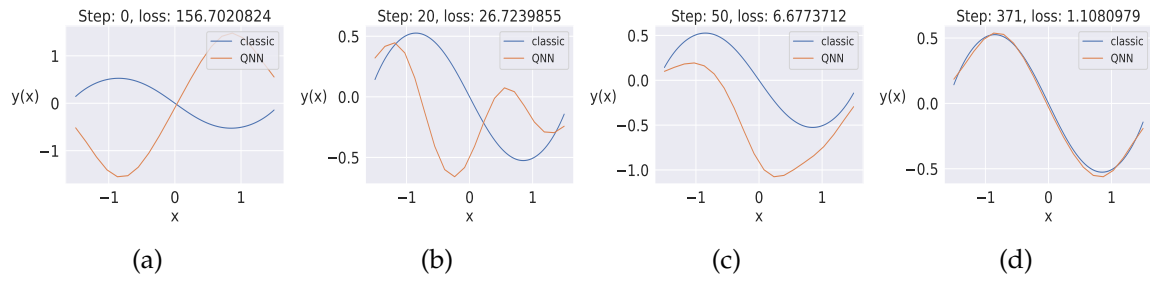 Step: 0, loss: 156.7020824
classic
QNN
y(x)
1
0
−1
−1
0
1
x
(a)
Step: 20, loss: 26.7239855
classic
QNN
y(x)
0.5
0.0
−0.5
−1
0
1
x
(b)
Step: 50, loss: 6.6773712
classic
QNN
y(x)
0.5
0.0
−0.5
−1.0
−1
0
1
x
(c)
Step: 371, loss: 1.1080979
classic
QNN
y(x)
0.5
0.0
−0.5
−1
0
1
x
(d)